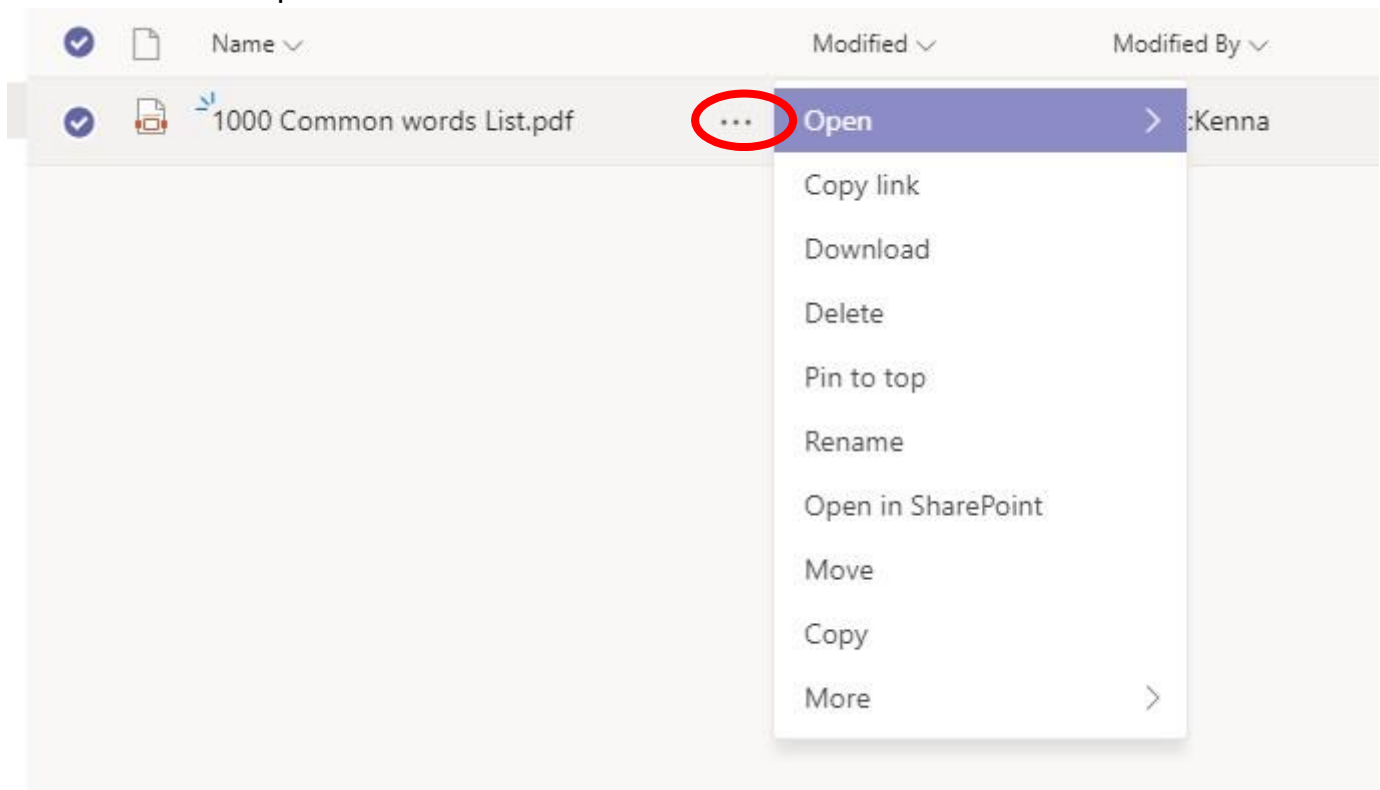 Name Modified Modified By
1000 Common words List.pdf ... Open :Kenna
Copy link
Download
Delete
Pin to top
Rename
Open in SharePoint
Move
Copy
More